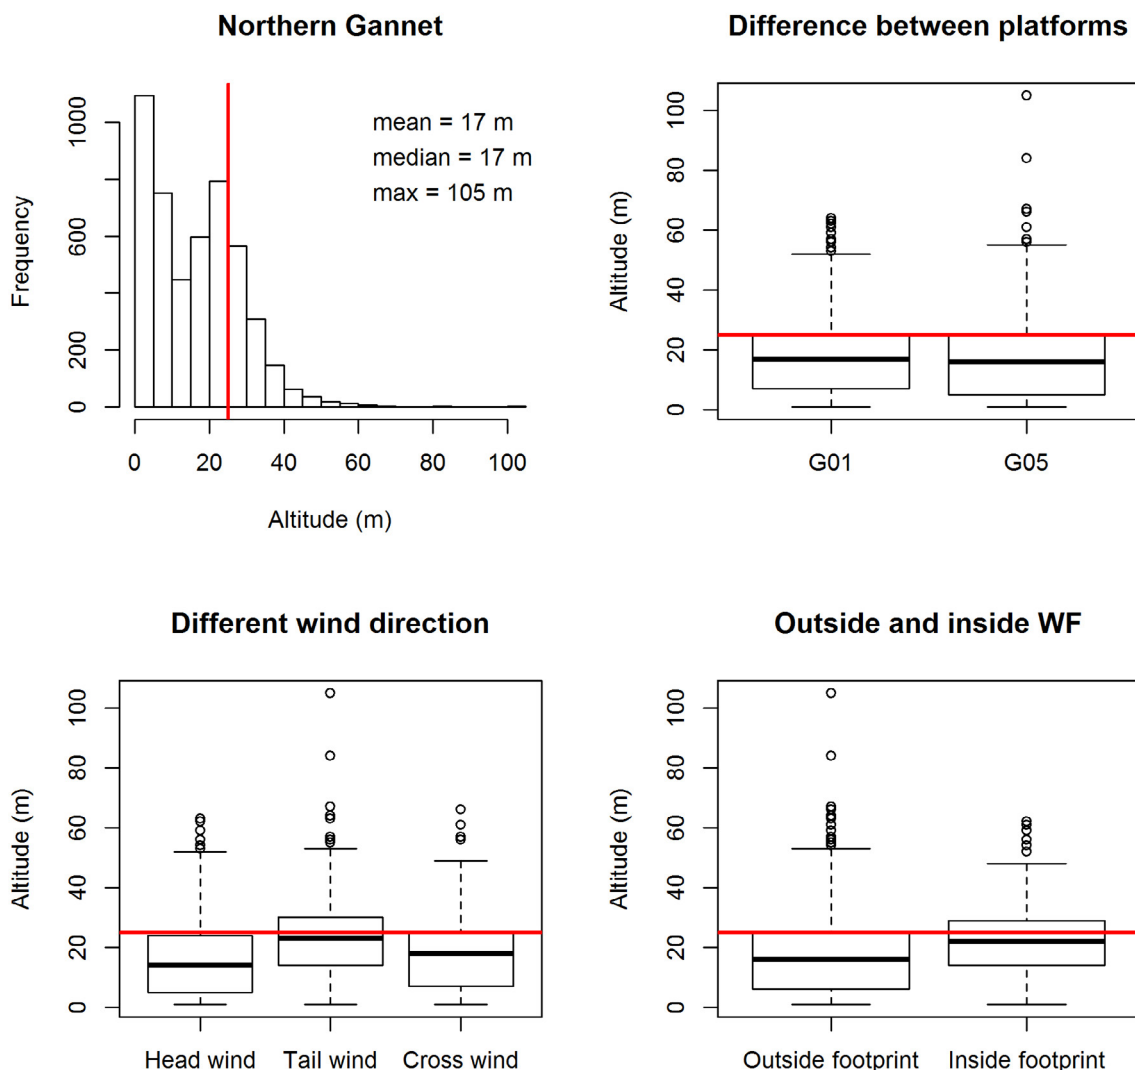 Northern Gannet
mean = 17 m
median = 17 m
max = 105 m
Frequency
0
200
600
1000
0 20 40 60 80 100
Altitude (m)
Difference between platforms
Altitude (m)
0
20
40
60
80
100
G01 G05
Different wind direction
Altitude (m)
0
20
40
60
80
100
Head wind Tail wind Cross wind
Outside and inside WF
Altitude (m)
0
20
40
60
80
100
Outside footprint Inside footprint